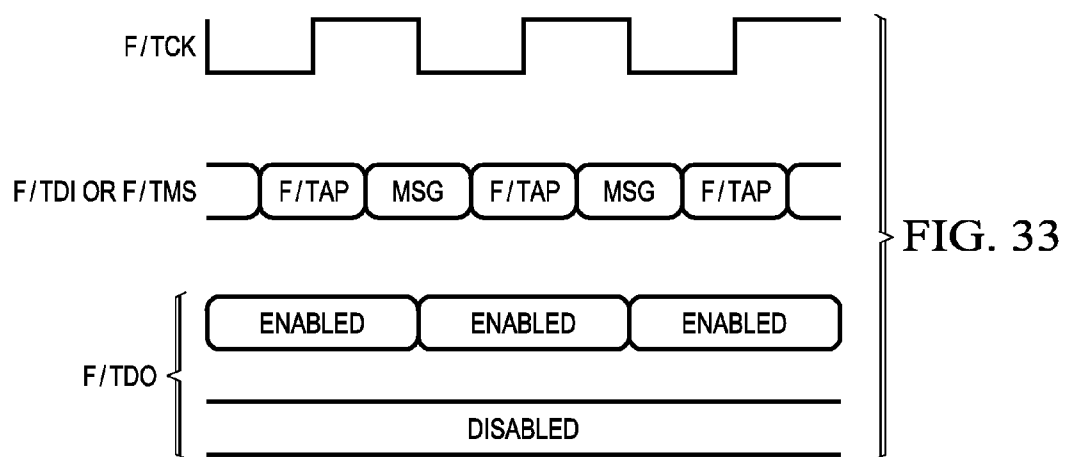 F/TCK
F/TDI OR F/TMS F/TAP MSG F/TAP MSG F/TAP
FIG. 33
ENABLED ENABLED ENABLED
F/TDO
DISABLED